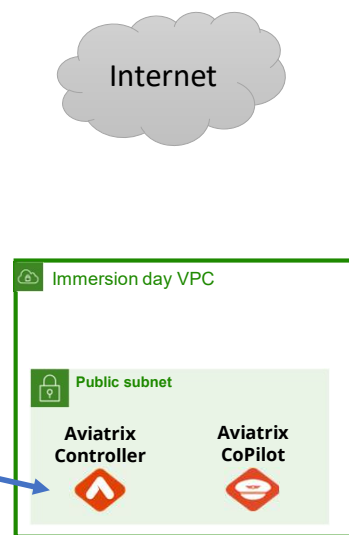 Internet
Immersion day VPC
Public subnet
Aviatrix
Controller
Aviatrix
CoPilot